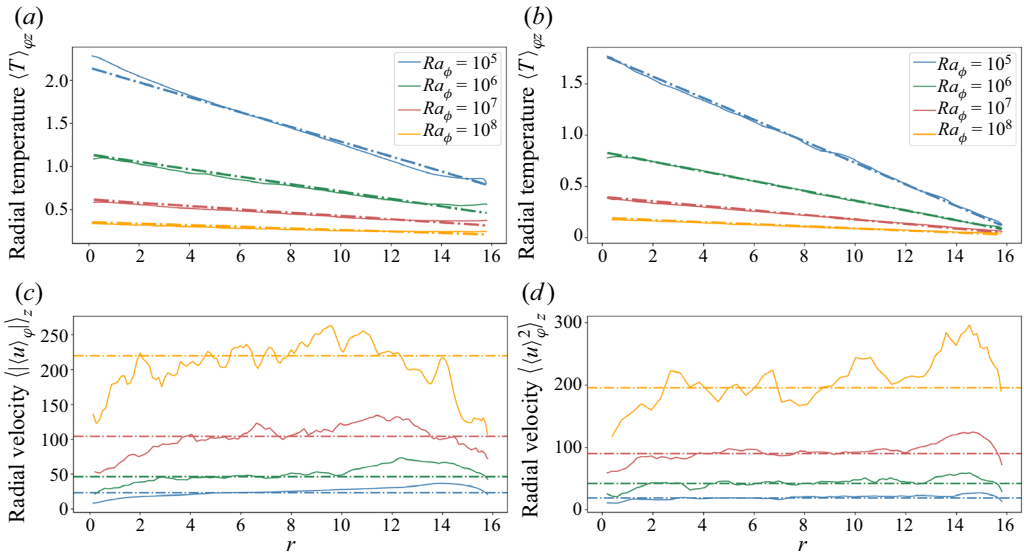 (a)
Radial temperature ⟨T⟩φz
2.0
1.5
1.0
0.5
Raϕ = 10^5
Raϕ = 10^6
Raϕ = 10^7
Raϕ = 10^8
0 2 4 6 8 10 12 14 16
(b)
Radial temperature ⟨T⟩φz
1.5
1.0
0.5
0
Raϕ = 10^5
Raϕ = 10^6
Raϕ = 10^7
Raϕ = 10^8
0 2 4 6 8 10 12 14 16
(c)
Radial velocity ⟨|⟨u⟩φ|⟩z
250
200
150
100
50
0
0 2 4 6 8 10 12 14 16
r
(d)
Radial velocity ⟨⟨u⟩φ^2⟩z
300
200
100
0
0 2 4 6 8 10 12 14 16
r